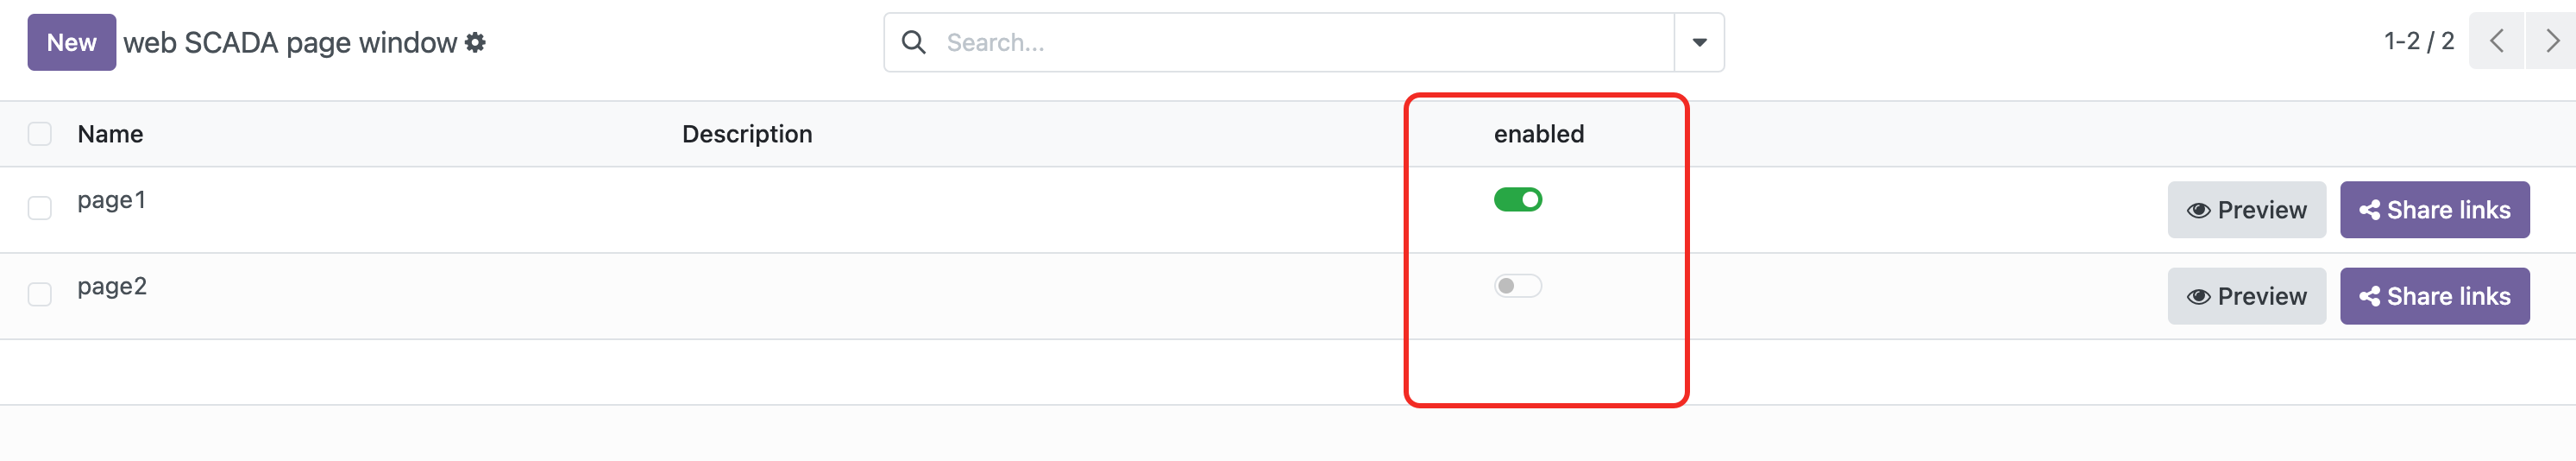 New web SCADA page window Search... 1-2 / 2
Name Description enabled
page1 Preview Share links
page2 Preview Share links